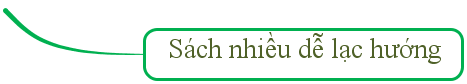 Sách nhiều dễ lạc hướng